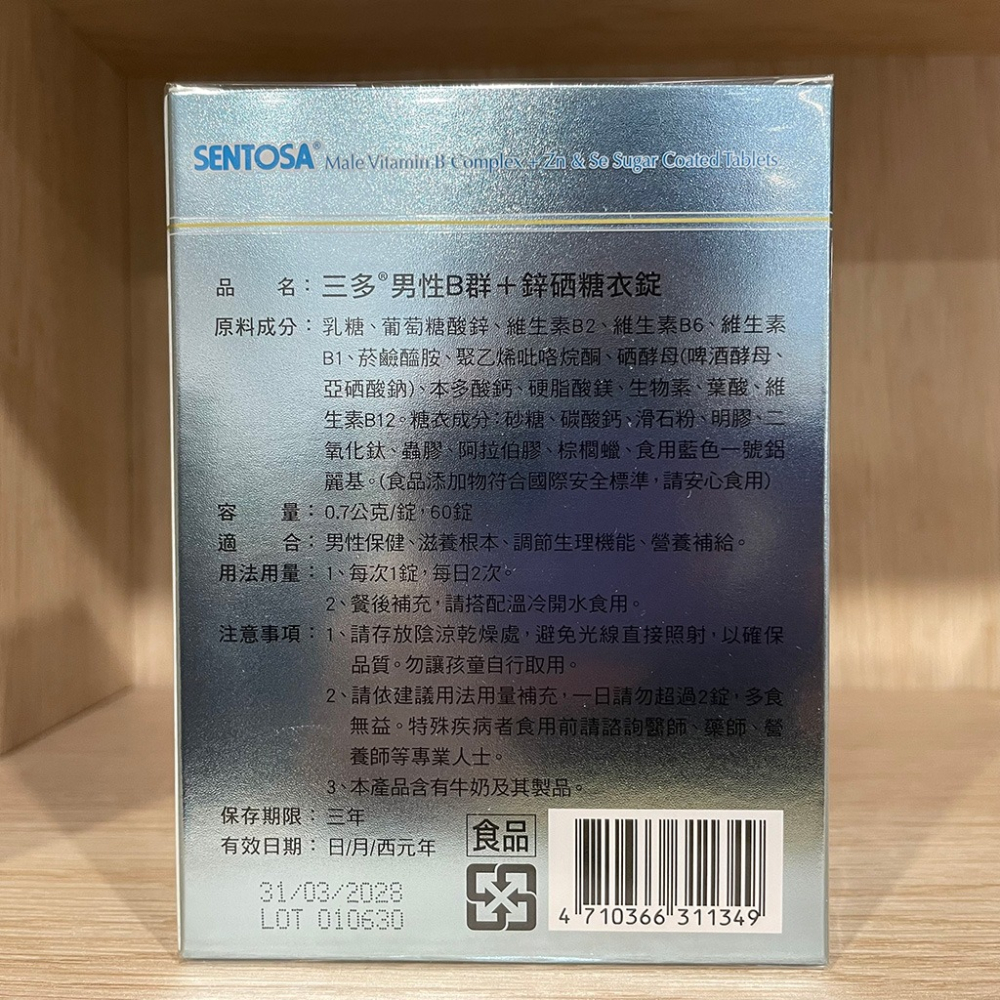 SENTOSA® Male Vitamin B Complex + Zn & Se Sugar Coated Tablets
品名：三多®男性B群＋鋅硒糖衣錠
原料成分：乳糖、葡萄糖酸鋅、維生素B2、維生素B6、維生素
B1、菸鹼醯胺、聚乙烯吡咯烷酮、硒酵母(啤酒酵母、
亞硒酸鈉)、本多酸鈣、硬脂酸鎂、生物素、葉酸、維
生素B12。糖衣成分：砂糖、碳酸鈣、滑石粉、明膠、二
氧化鈦、蟲膠、阿拉伯膠、棕櫚蠟、食用藍色一號鋁
麗基。(食品添加物符合國際安全標準，請安心食用)
容量：0.7公克/錠，60錠
適合：男性保健、滋養根本、調節生理機能、營養補給。
用法用量：1、每次1錠，每日2次。
2、餐後補充，請搭配溫冷開水食用。
注意事項：1、請存放陰涼乾燥處，避免光線直接照射，以確保
品質。勿讓孩童自行取用。
2、請依建議用法用量補充，一日請勿超過2錠，多食
無益。特殊疾病者食用前請諮詢醫師、藥師、營
養師等專業人士。
3、本產品含有牛奶及其製品。
保存期限：三年
有效日期：日/月/西元年
食品
31/03/2028
LOT 010630
4 710366 311349